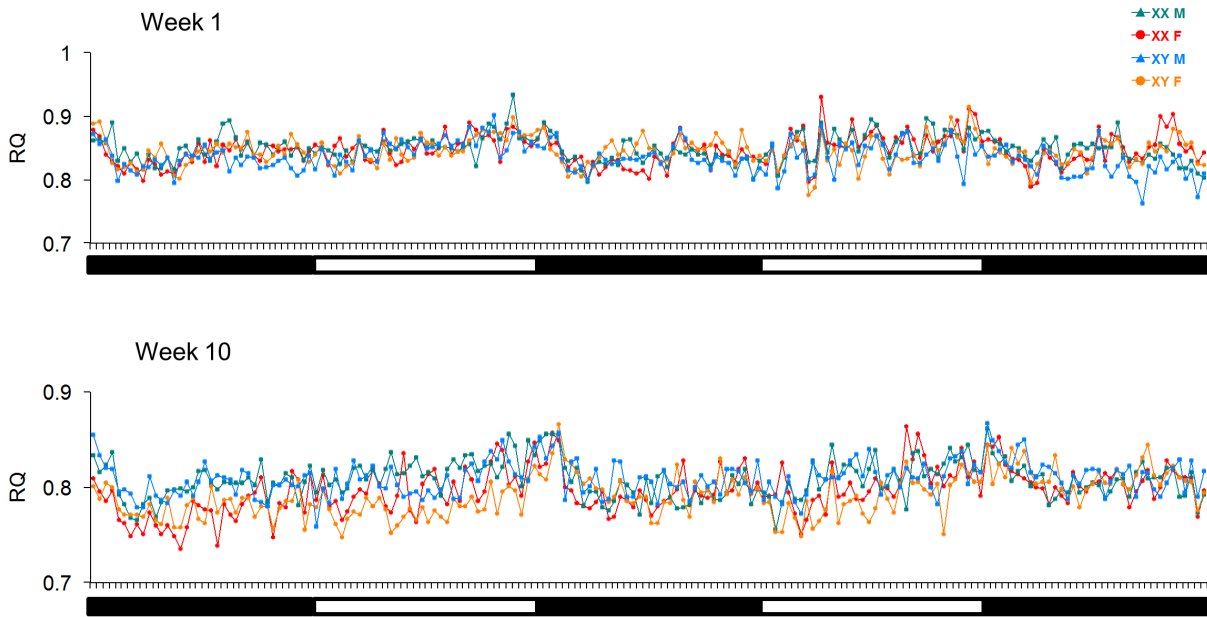 Week 1
XX M
XX F
XY M
XY F
1
0.9
0.8
0.7
RQ
Week 10
0.9
0.8
0.7
RQ